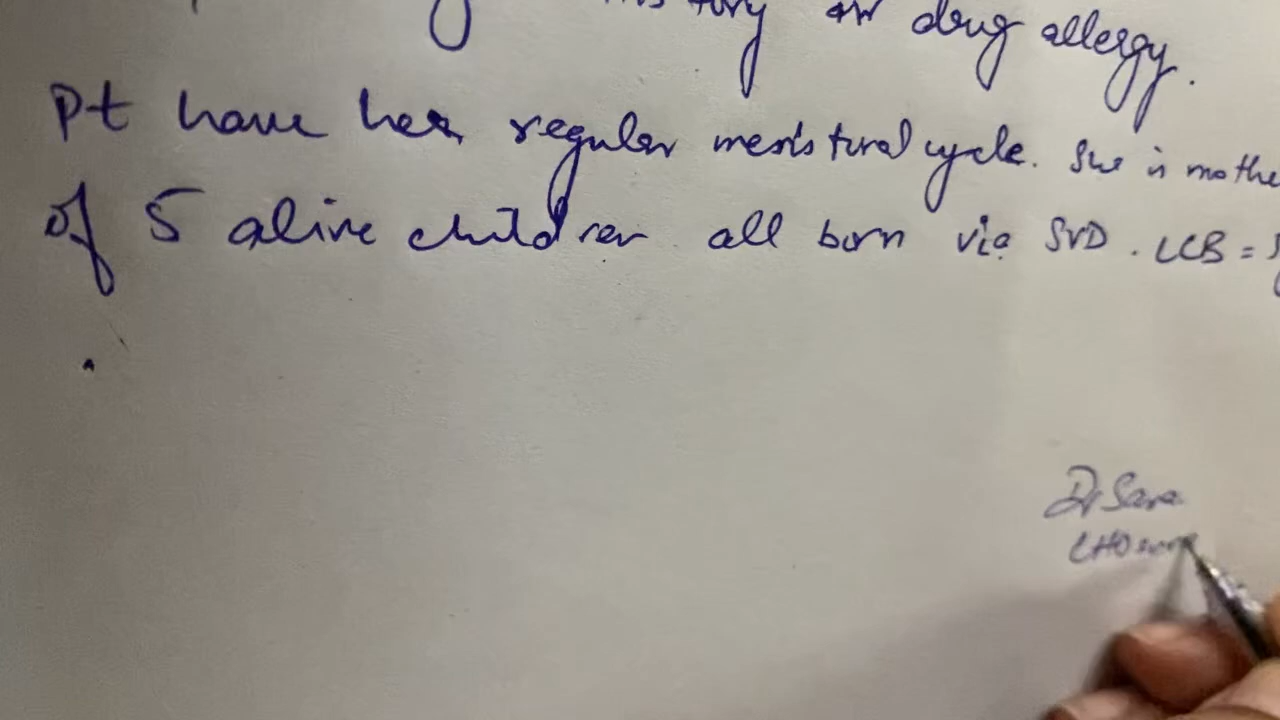 drug allergy.
Pt have her regular menstural cycle. She is mothe
of 5 alive children all born via SVD. LCB =
Dr Sara